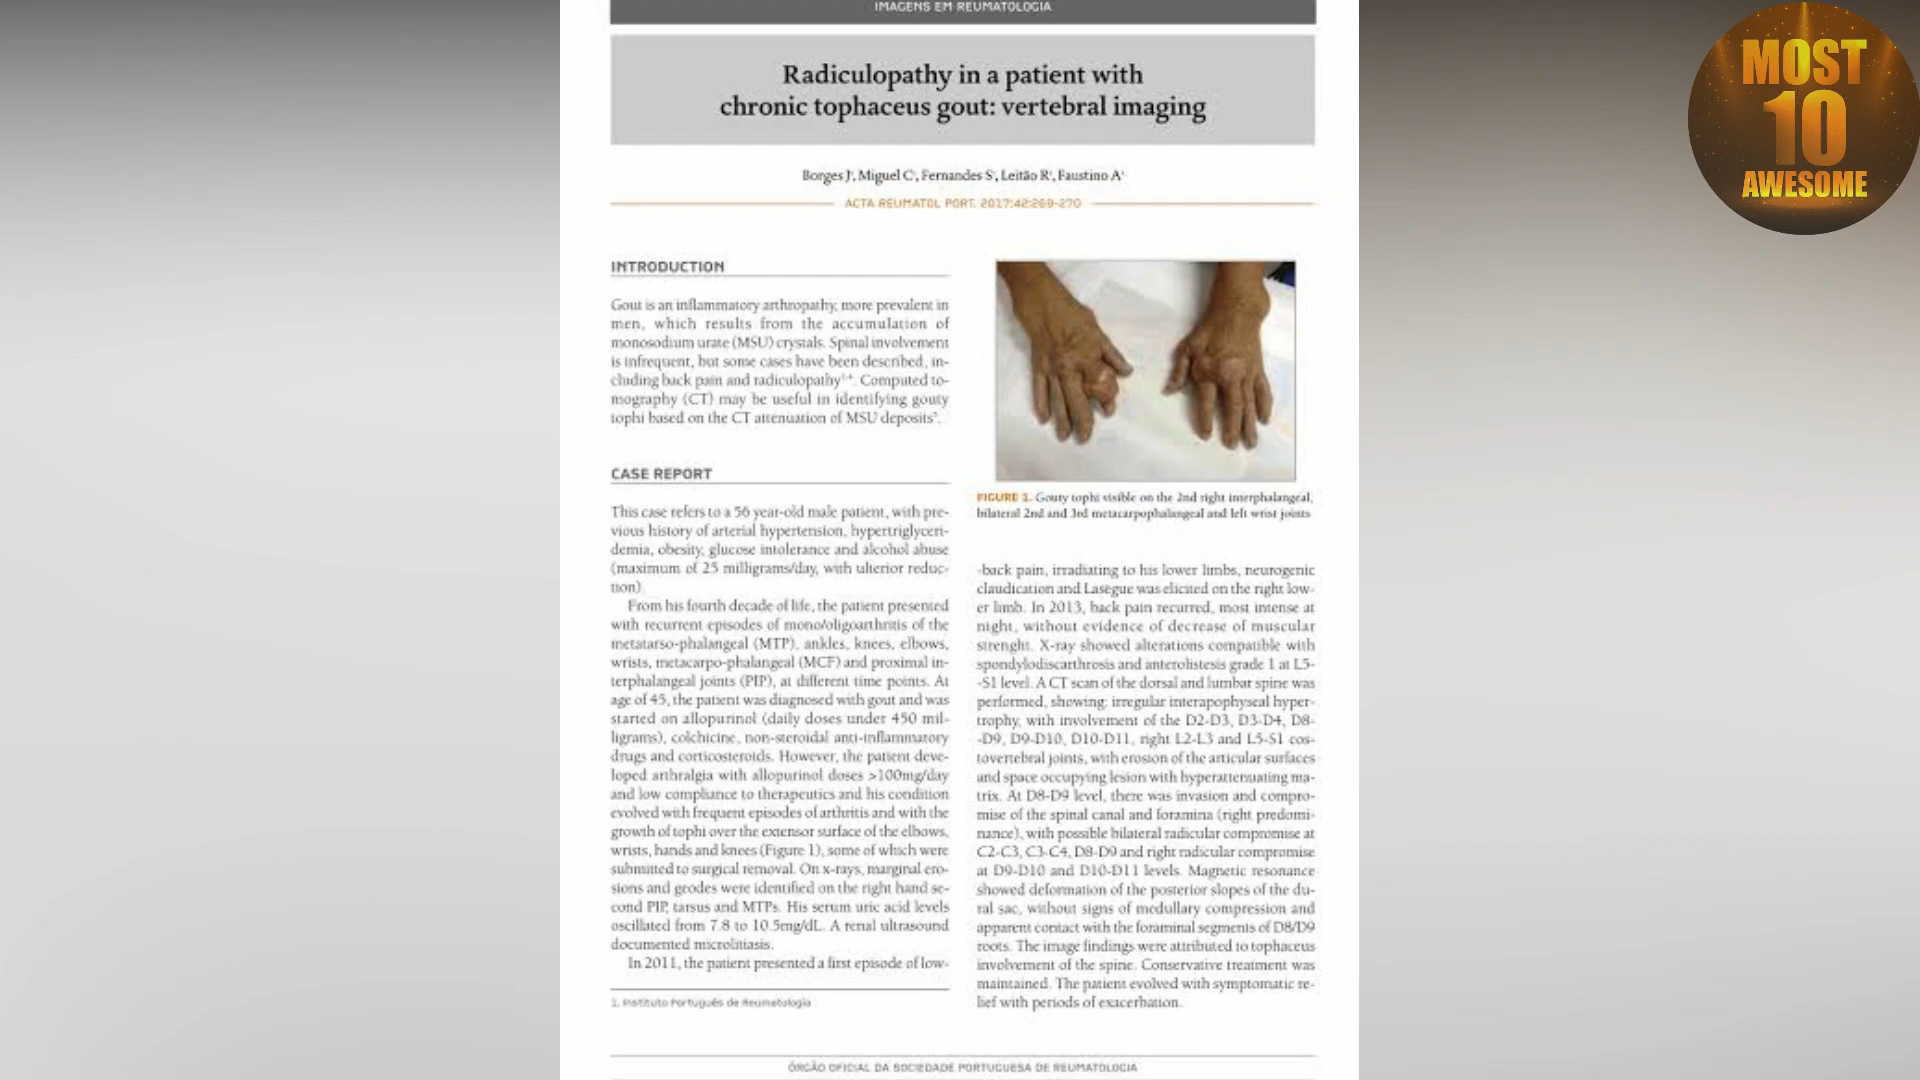 IMAGENS EM REUMATOLOGIA
Radiculopathy in a patient with
chronic tophaceus gout: vertebral imaging
Borges J¹, Miguel C¹, Fernandes S¹, Leitão R¹, Faustino A¹
ACTA REUMATOL PORT. 2017;42:269-270
INTRODUCTION
Gout is an inflammatory arthropathy, more prevalent in
men, which results from the accumulation of
monosodium urate (MSU) crystals. Spinal involvement
is infrequent, but some cases have been described, in-
cluding back pain and radiculopathy¹⁻⁴. Computed to-
mography (CT) may be useful in identifying gouty
tophi based on the CT attenuation of MSU deposits⁵.
CASE REPORT
This case refers to a 56 year-old male patient, with pre-
vious history of arterial hypertension, hypertriglyceri-
demia, obesity, glucose intolerance and alcohol abuse
(maximum of 25 milligrams/day, with ulterior reduc-
tion).
From his fourth decade of life, the patient presented
with recurrent episodes of mono/oligoarthritis of the
metatarso-phalangeal (MTP), ankles, knees, elbows,
wrists, metacarpo-phalangeal (MCF) and proximal in-
terphalangeal joints (PIP), at different time points. At
age of 45, the patient was diagnosed with gout and was
started on allopurinol (daily doses under 450 mil-
ligrams), colchicine, non-steroidal anti-inflammatory
drugs and corticosteroids. However, the patient deve-
loped arthralgia with allopurinol doses >100mg/day
and low compliance to therapeutics and his condition
evolved with frequent episodes of arthritis and with the
growth of tophi over the extensor surface of the elbows,
wrists, hands and knees (Figure 1), some of which were
submitted to surgical removal. On x-rays, marginal ero-
sions and geodes were identified on the right hand se-
cond PIP, tarsus and MTPs. His serum uric acid levels
oscillated from 7.8 to 10.5mg/dL. A renal ultrasound
documented microlitiasis.
In 2011, the patient presented a first episode of low-
1. Instituto Português de Reumatologia
FIGURE 1. Gouty tophi visible on the 2nd right interphalangeal,
bilateral 2nd and 3rd metacarpophalangeal and left wrist joints
-back pain, irradiating to his lower limbs, neurogenic
claudication and Lasegue was elicited on the right low-
er limb. In 2013, back pain recurred, most intense at
night, without evidence of decrease of muscular
strenght. X-ray showed alterations compatible with
spondylodiscarthrosis and anterolistesis grade 1 at L5-
-S1 level. A CT scan of the dorsal and lumbar spine was
performed, showing: irregular interapophyseal hyper-
trophy, with involvement of the D2-D3, D3-D4, D8-
-D9, D9-D10, D10-D11, right L2-L3 and L5-S1 cos-
tovertebral joints, with erosion of the articular surfaces
and space occupying lesion with hyperattenuating ma-
trix. At D8-D9 level, there was invasion and compro-
mise of the spinal canal and foramina (right predomi-
nance), with possible bilateral radicular compromise at
C2-C3, C3-C4, D8-D9 and right radicular compromise
at D9-D10 and D10-D11 levels. Magnetic resonance
showed deformation of the posterior slopes of the du-
ral sac, without signs of medullary compression and
apparent contact with the foraminal segments of D8/D9
roots. The image findings were attributed to tophaceus
involvement of the spine. Conservative treatment was
maintained. The patient evolved with symptomatic re-
lief with periods of exacerbation.
ÓRGÃO OFICIAL DA SOCIEDADE PORTUGUESA DE REUMATOLOGIA
MOST
10
AWESOME